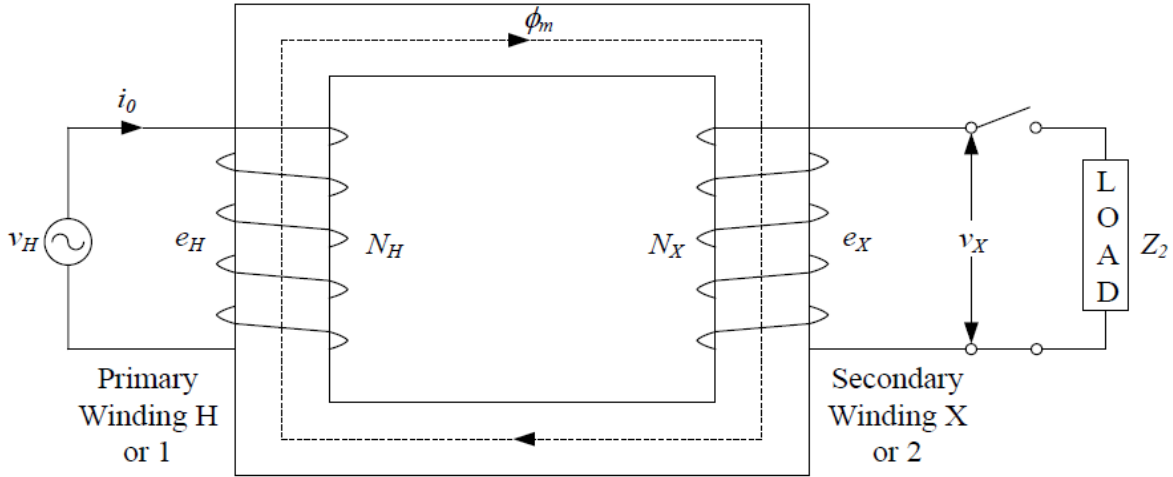 ϕm
i0
vH
eH
NH
NX
eX
vX
L
O
A
D
Z2
Primary
Winding H
or 1
Secondary
Winding X
or 2